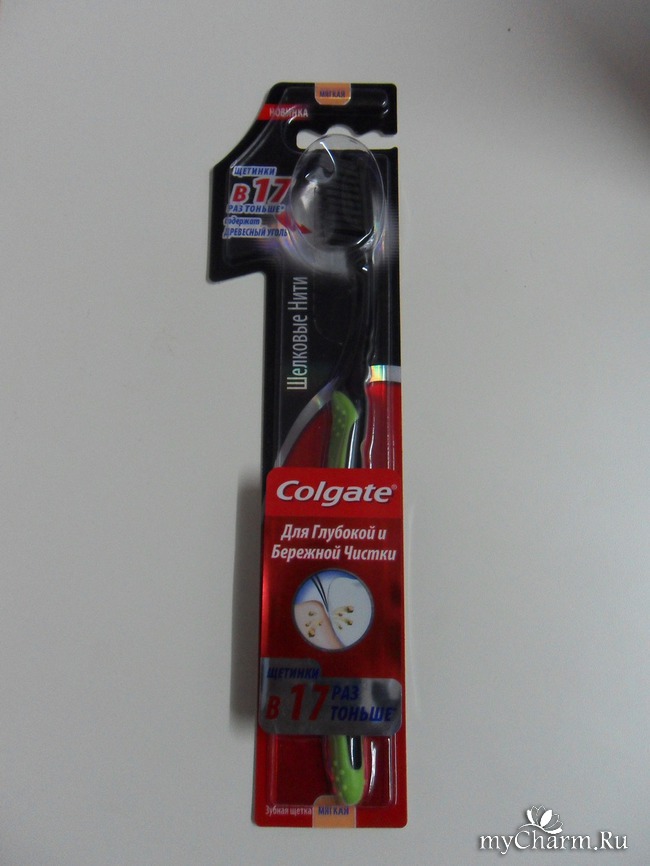 МЯГКАЯ
НОВИНКА
ЩЕТИНКИ
В 17
РАЗ ТОНЬШЕ*
содержат
ДРЕВЕСНЫЙ УГОЛЬ
Шелковые Нити
Colgate®
Для Глубокой и
Бережной Чистки
ЩЕТИНКИ
В 17 РАЗ
ТОНЬШЕ*
Зубная щетка
МЯГКАЯ
myCharm.Ru